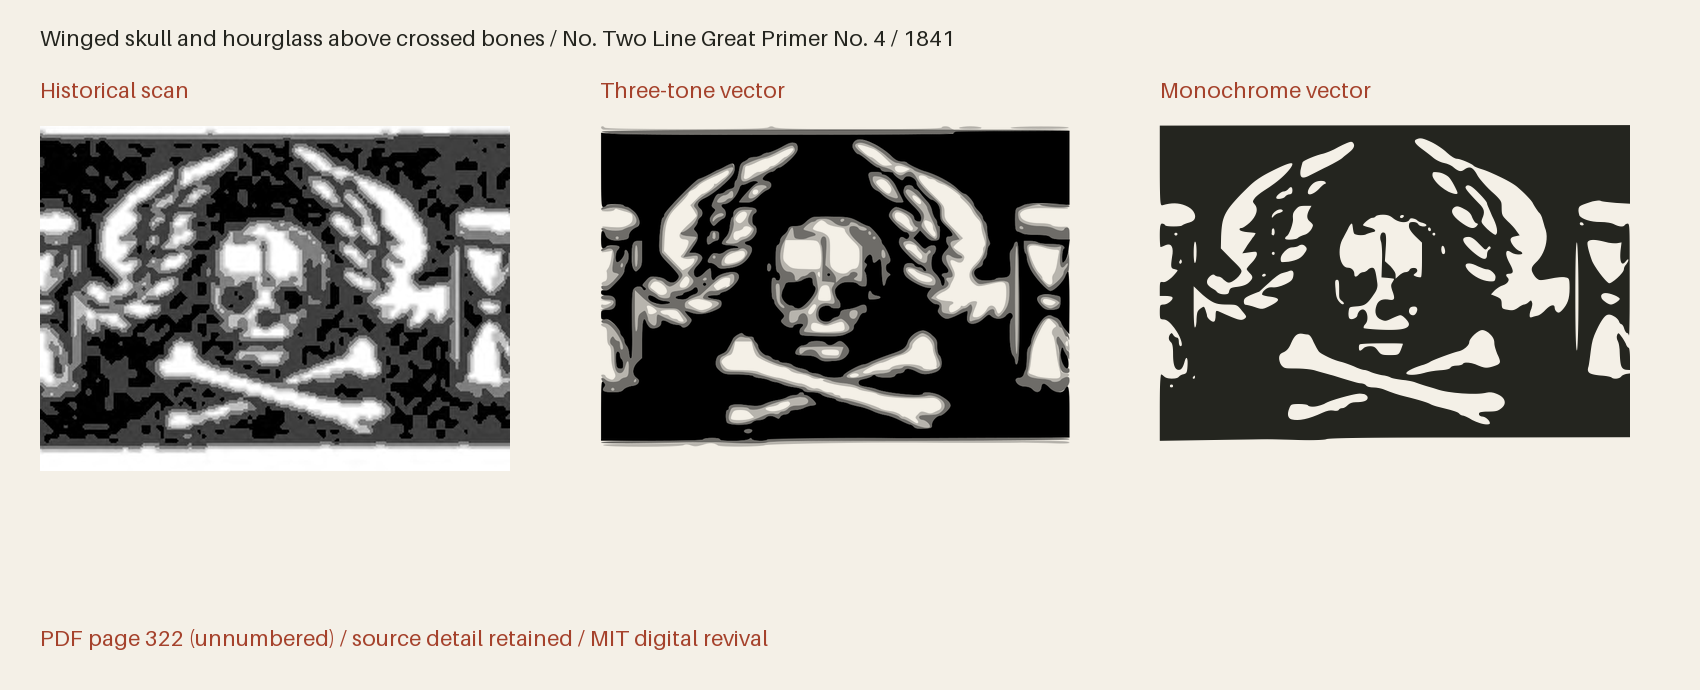 Winged skull and hourglass above crossed bones / No. Two Line Great Primer No. 4 / 1841
Historical scan
Three-tone vector
Monochrome vector
PDF page 322 (unnumbered) / source detail retained / MIT digital revival